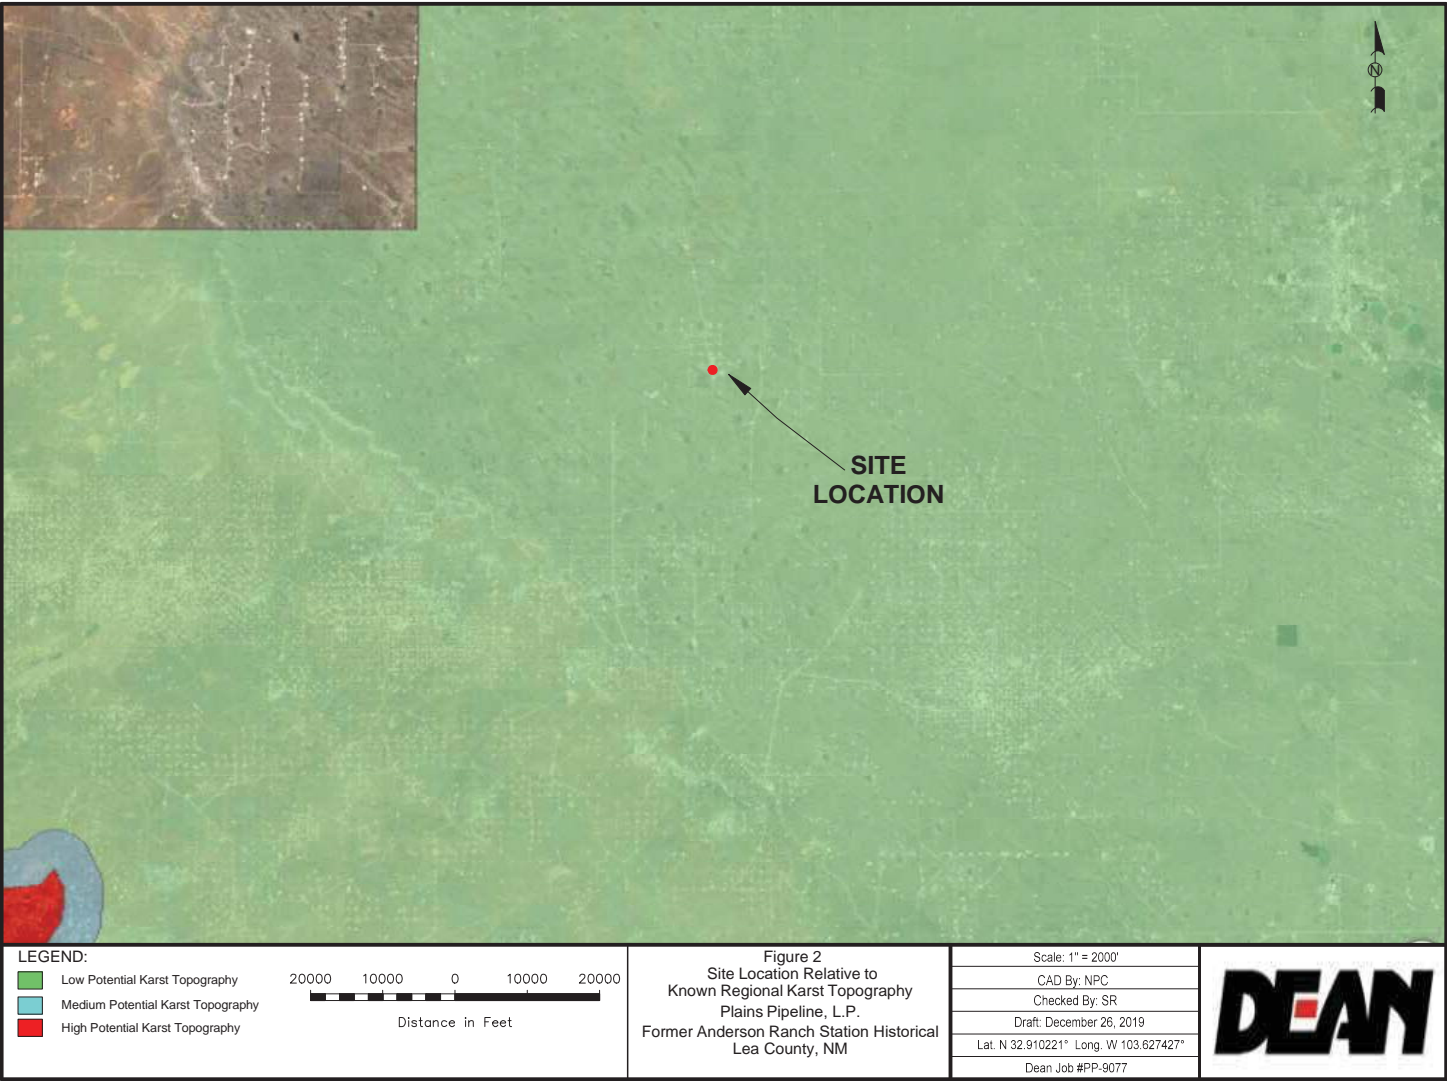 N
SITE
LOCATION
LEGEND:
Low Potential Karst Topography
Medium Potential Karst Topography
High Potential Karst Topography
20000 10000 0 10000 20000
Distance in Feet
Figure 2
Site Location Relative to
Known Regional Karst Topography
Plains Pipeline, L.P.
Former Anderson Ranch Station Historical
Lea County, NM
Scale: 1" = 2000'
CAD By: NPC
Checked By: SR
Draft: December 26, 2019
Lat. N 32.910221° Long. W 103.627427°
Dean Job #PP-9077
DEAN